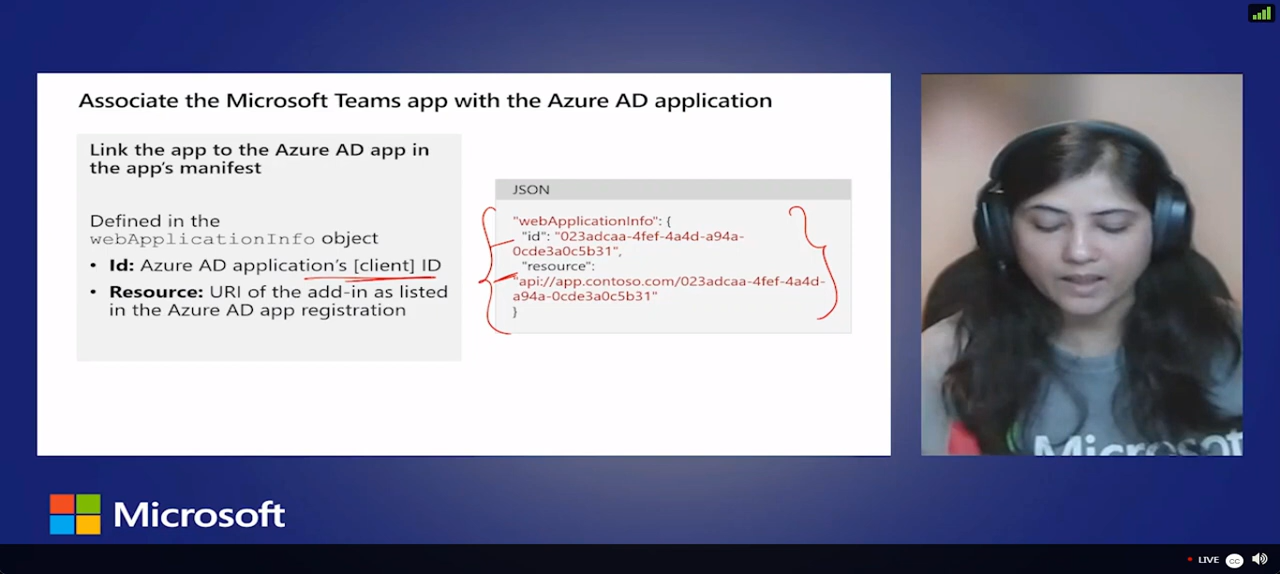 Associate the Microsoft Teams app with the Azure AD application
Link the app to the Azure AD app in
the app's manifest
Defined in the
webApplicationInfo object
• Id: Azure AD application's [client] ID
• Resource: URI of the add-in as listed
in the Azure AD app registration
JSON
"webApplicationInfo": {
"id": "023adcaa-4fef-4a4d-a94a-
0cde3a0c5b31",
"resource":
"api://app.contoso.com/023adcaa-4fef-4a4d-
a94a-0cde3a0c5b31"
}
Microsoft
Microsoft
LIVE
CC